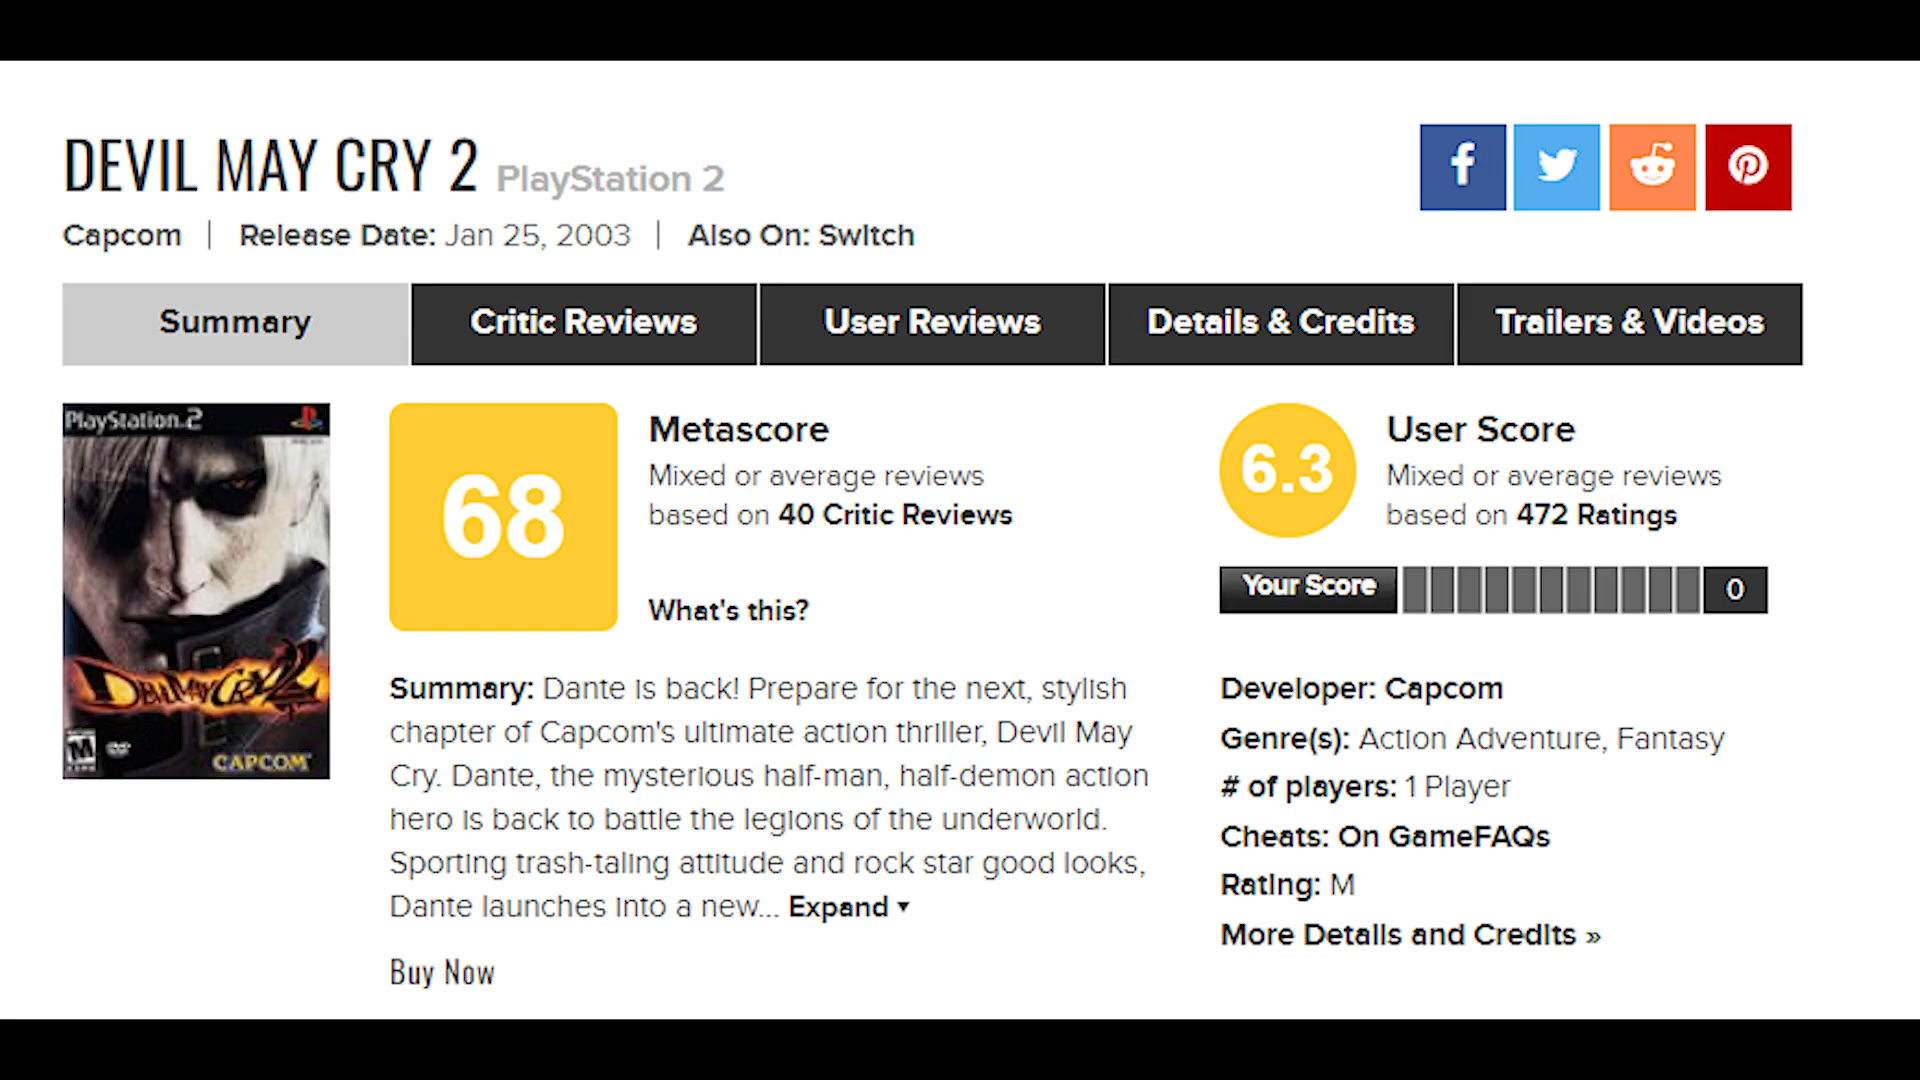 DEVIL MAY CRY 2 PlayStation 2
Capcom | Release Date: Jan 25, 2003 | Also On: Switch
Summary Critic Reviews User Reviews Details & Credits Trailers & Videos
PlayStation 2
DEVIL MAY CRY 2
M
DVD
CAPCOM
68
Metascore
Mixed or average reviews
based on 40 Critic Reviews
What's this?
6.3
User Score
Mixed or average reviews
based on 472 Ratings
Your Score 0
Summary: Dante is back! Prepare for the next, stylish
chapter of Capcom's ultimate action thriller, Devil May
Cry. Dante, the mysterious half-man, half-demon action
hero is back to battle the legions of the underworld.
Sporting trash-taling attitude and rock star good looks,
Dante launches into a new... Expand ▼
Buy Now
Developer: Capcom
Genre(s): Action Adventure, Fantasy
# of players: 1 Player
Cheats: On GameFAQs
Rating: M
More Details and Credits »